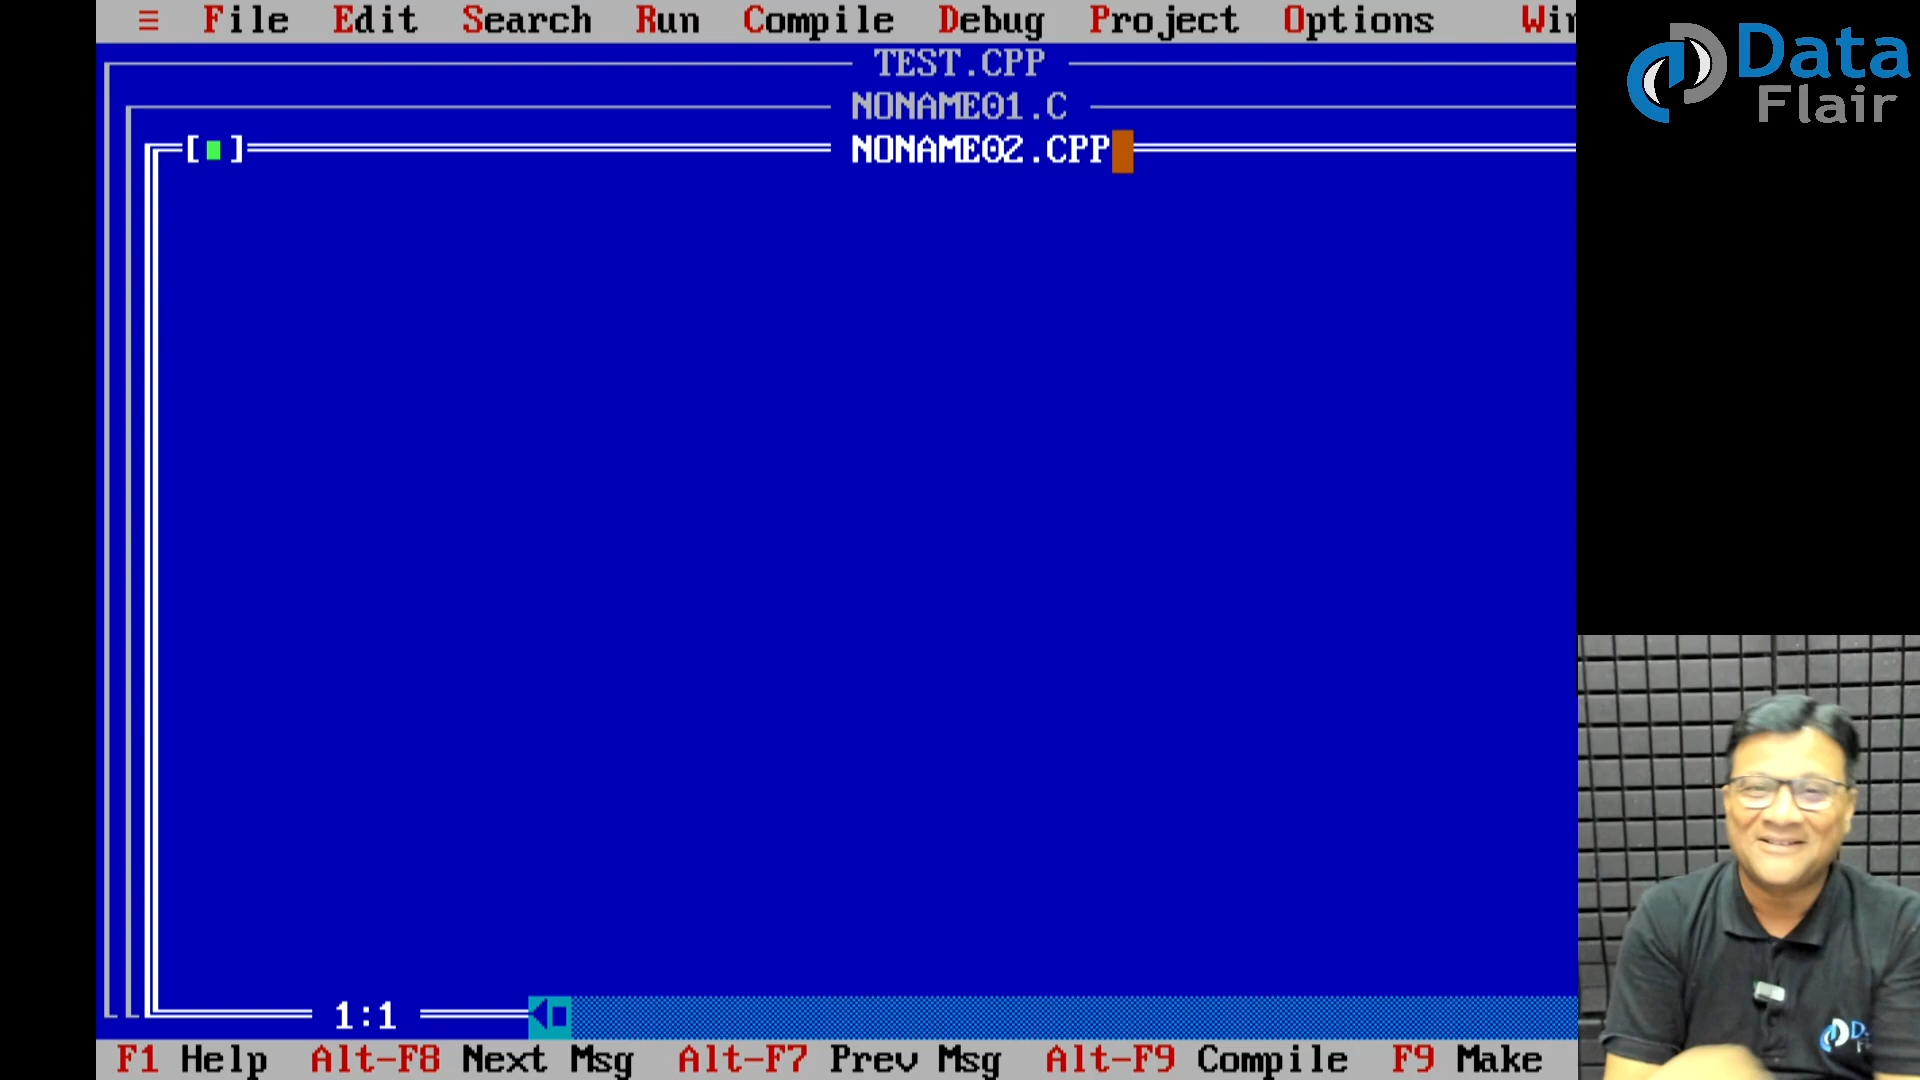 ≡ File Edit Search Run Compile Debug Project Options Win
TEST.CPP
NONAME01.C
[■] NONAME02.CPP
1:1
F1 Help Alt-F8 Next Msg Alt-F7 Prev Msg Alt-F9 Compile F9 Make
Data
Flair